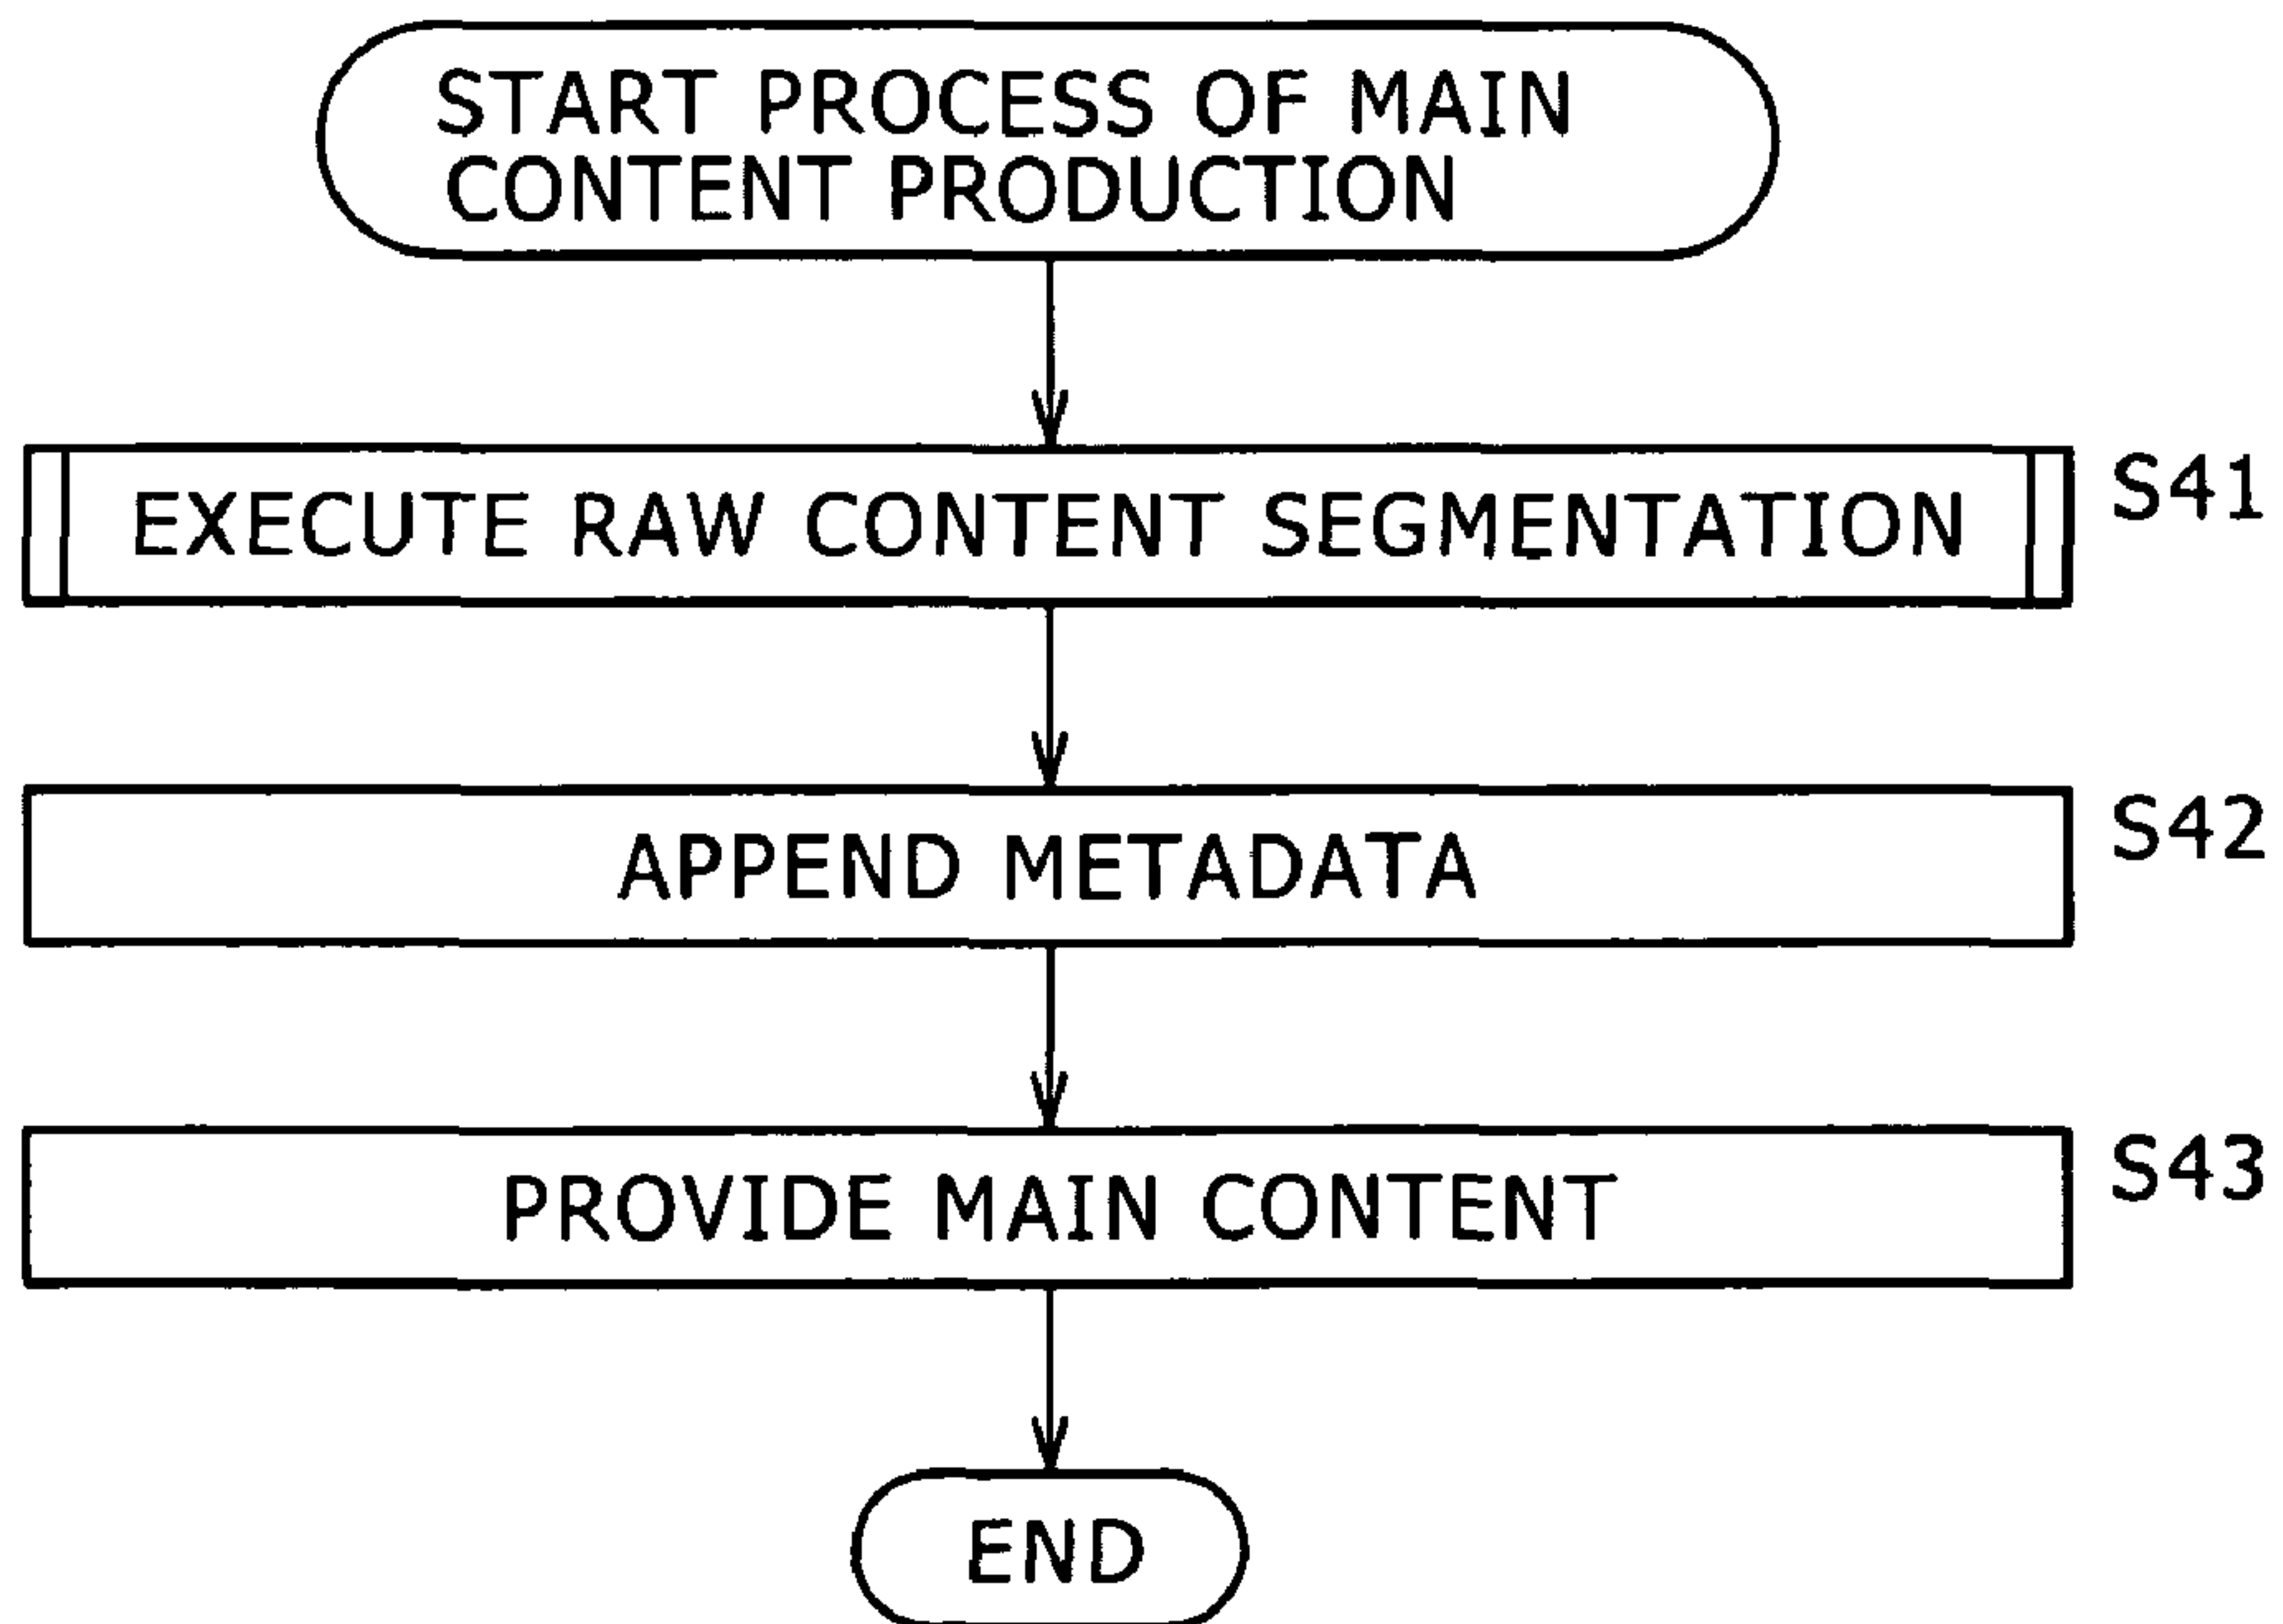 START PROCESS OF MAIN
CONTENT PRODUCTION
EXECUTE RAW CONTENT SEGMENTATION
S41
APPEND METADATA
S42
PROVIDE MAIN CONTENT
S43
END